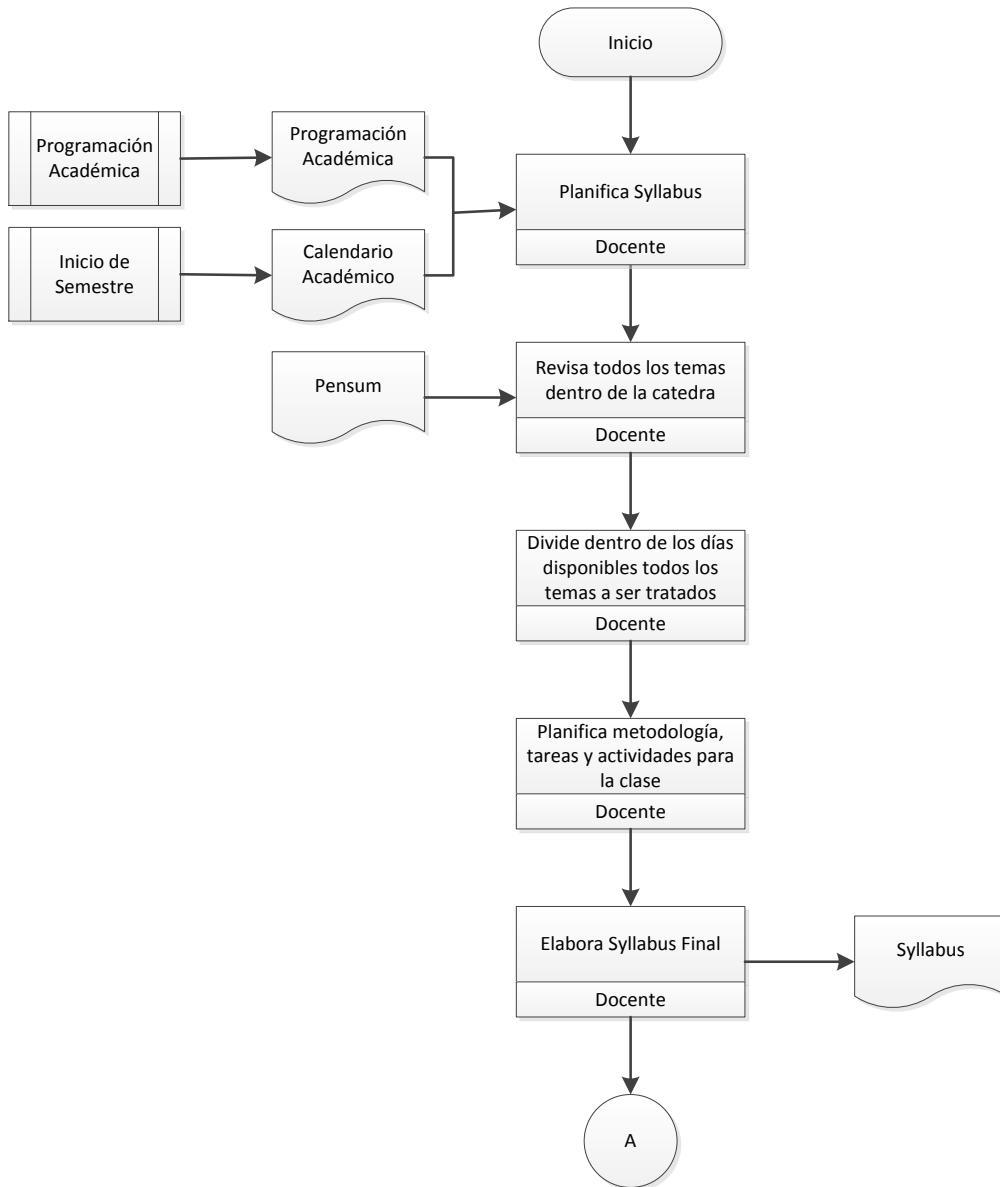 Inicio
Programación
Académica
Programación
Académica
Planifica Syllabus
Docente
Inicio de
Semestre
Calendario
Académico
Pensum
Revisa todos los temas
dentro de la catedra
Docente
Divide dentro de los días
disponibles todos los
temas a ser tratados
Docente
Planifica metodología,
tareas y actividades para
la clase
Docente
Elabora Syllabus Final
Docente
Syllabus
A